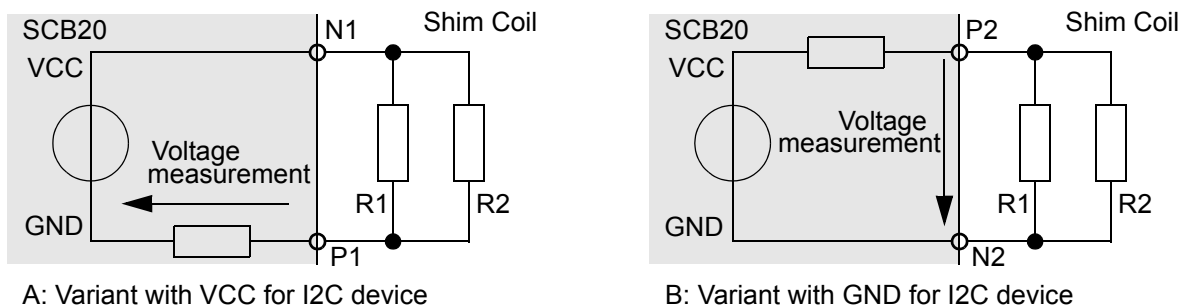 SCB20
N1
Shim Coil
VCC
Voltage
measurement
R1
R2
GND
P1
A: Variant with VCC for I2C device
SCB20
P2
Shim Coil
VCC
Voltage
measurement
R1
R2
GND
N2
B: Variant with GND for I2C device